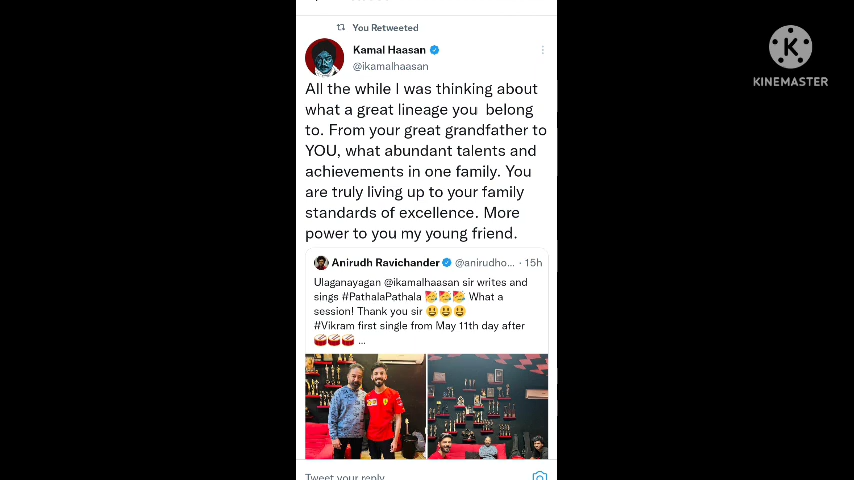 You Retweeted
Kamal Haasan
@ikamalhaasan
All the while I was thinking about
what a great lineage you belong
to. From your great grandfather to
YOU, what abundant talents and
achievements in one family. You
are truly living up to your family
standards of excellence. More
power to you my young friend.
Anirudh Ravichander @anirudho... · 15h
Ulaganayagan @ikamalhaasan sir writes and
sings #PathalaPathala 🥳🥳🥳 What a
session! Thank you sir 😃😃😃
#Vikram first single from May 11th day after
🥁🥁🥁 ...
Tweet your reply
K
KINEMASTER